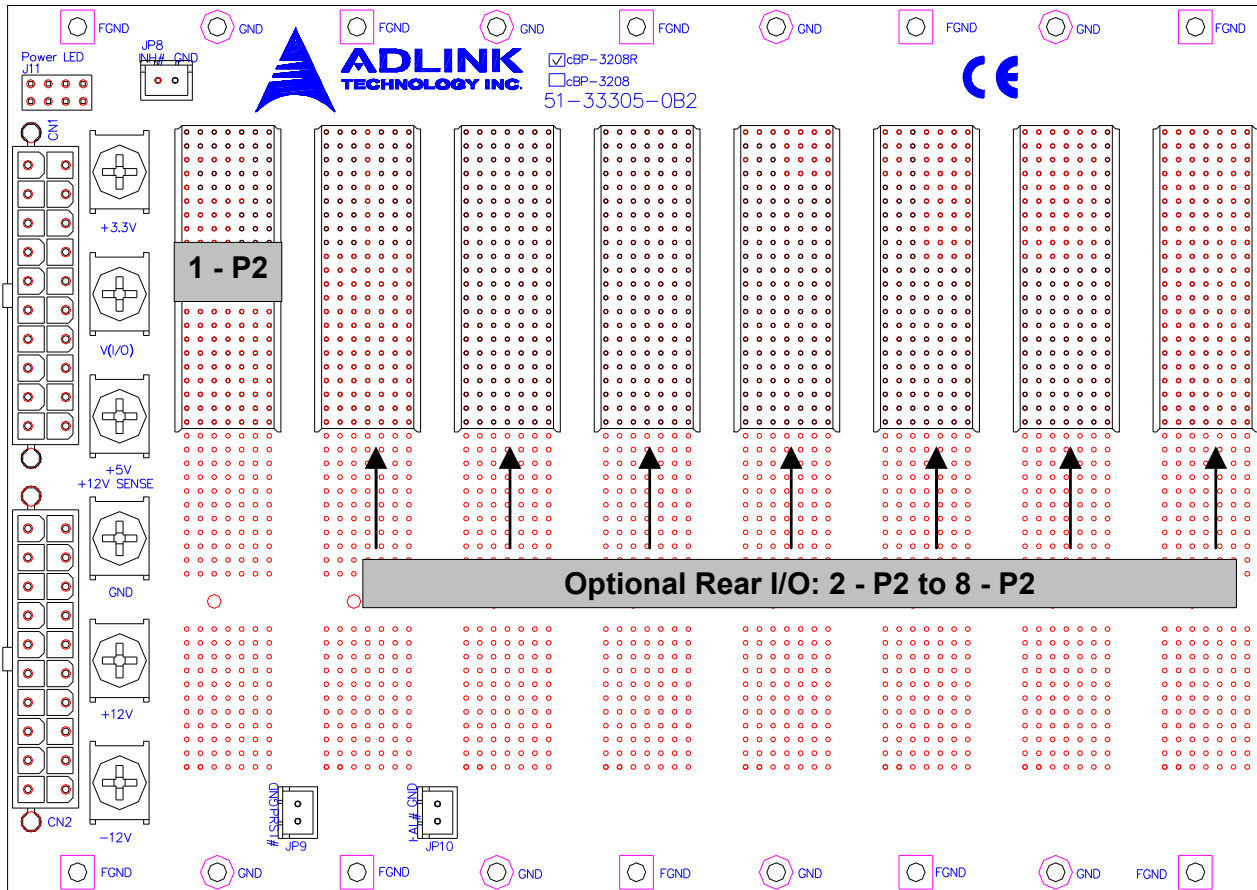 FGND GND FGND GND FGND GND FGND GND FGND
Power LED
J11
JP8
INH# GND
ADLINK
TECHNOLOGY INC.
cBP-3208R
cBP-3208
51-33305-0B2
CE
CN1
+3.3V
1 - P2
V(I/O)
+5V
+12V SENSE
GND
Optional Rear I/O: 2 - P2 to 8 - P2
+12V
-12V
CN2
PRST# GND
JP9
FAL# GND
JP10
FGND GND FGND GND FGND GND FGND GND FGND